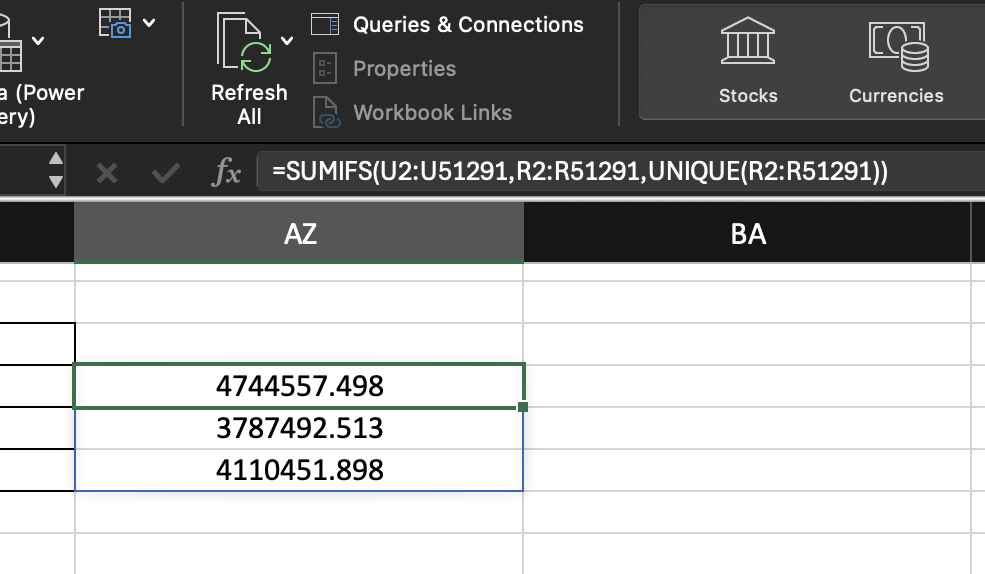 Queries & Connections
Properties
Workbook Links
a (Power
ery)
Refresh
All
Stocks
Currencies
fx
=SUMIFS(U2:U51291,R2:R51291,UNIQUE(R2:R51291))
AZ
BA
4744557.498
3787492.513
4110451.898